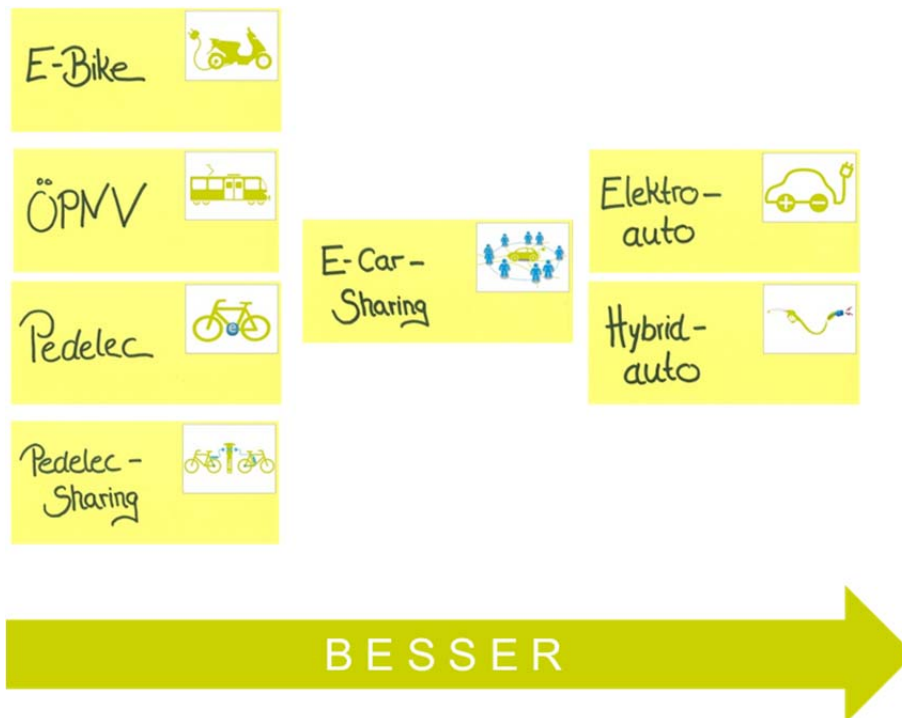 E-Bike
ÖPNV
Pedelec
Pedelec-
Sharing
E-Car-
Sharing
Elektro-
auto
Hybrid-
auto
BESSER